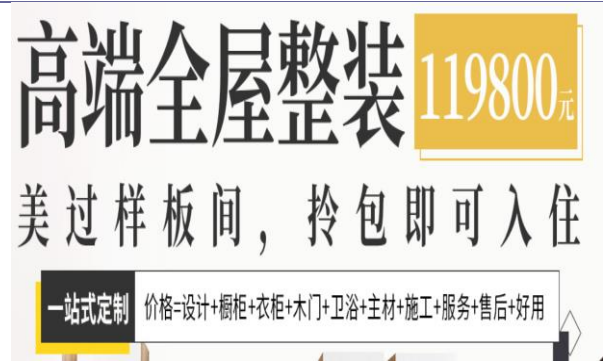 高端全屋整装 119800元
美过样板间，拎包即可入住
一站式定制 价格=设计+橱柜+衣柜+木门+卫浴+主材+施工+服务+售后+好用